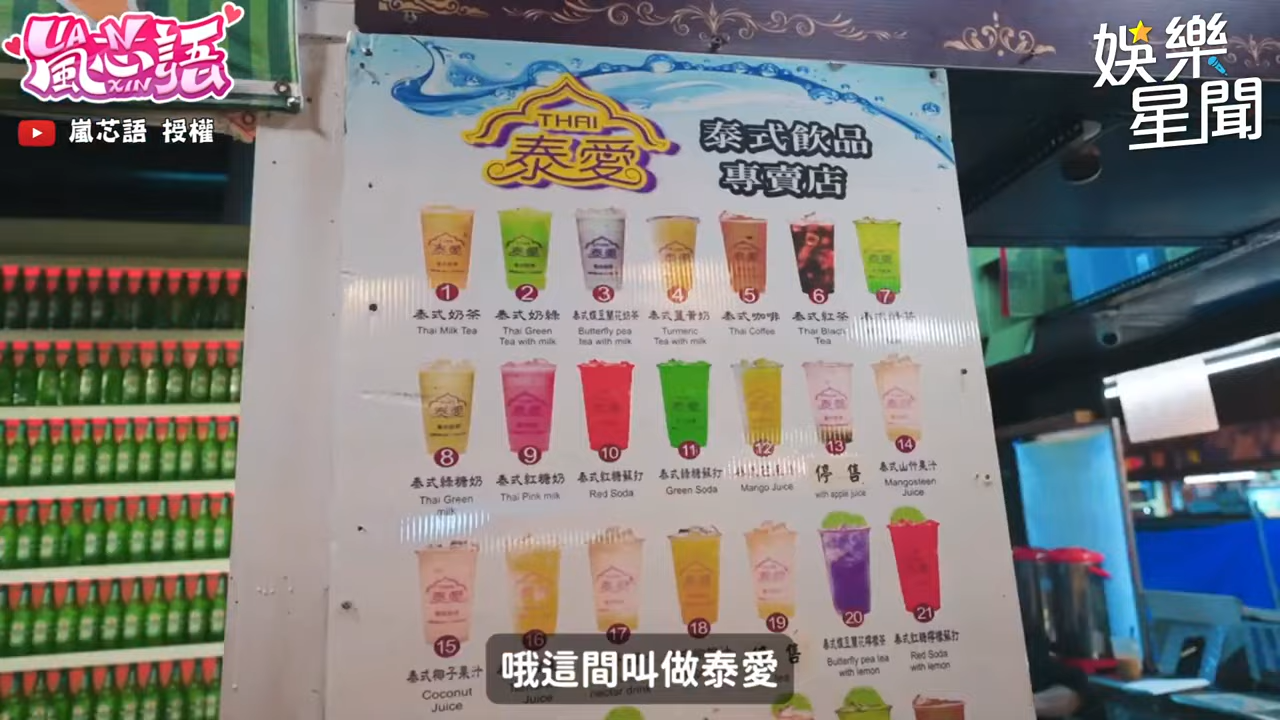 LAN
嵐芯語
XIN YU
嵐芯語 授權
娛樂
星聞
THAI
泰愛
泰式飲品
專賣店
1
泰式奶茶
Thai Milk Tea
2
泰式奶綠
Thai Green
Tea with milk
3
泰式蝶豆蘭花奶茶
Butterfly pea
tea with milk
4
泰式薑黃奶
Turmeric
Tea with milk
5
泰式咖啡
Thai Coffee
6
泰式紅茶
Thai Black
Tea
7
8
泰式綠糖奶
Thai Green
milk
9
泰式紅糖奶
Thai Pink milk
10
泰式紅糖蘇打
Red Soda
11
泰式綠糖蘇打
Green Soda
12
Mango Juice
13
停售
with apple juice
14
泰式山竹果汁
Mangosteen
Juice
15
泰式椰子果汁
Coconut
Juice
16
Juice
17
nectar drink
18
19
售
20
泰式蝶豆蘭花檸檬茶
Butterfly pea tea
with lemon
21
泰式紅糖檸檬蘇打
Red Soda
with lemon
哦這間叫做泰愛